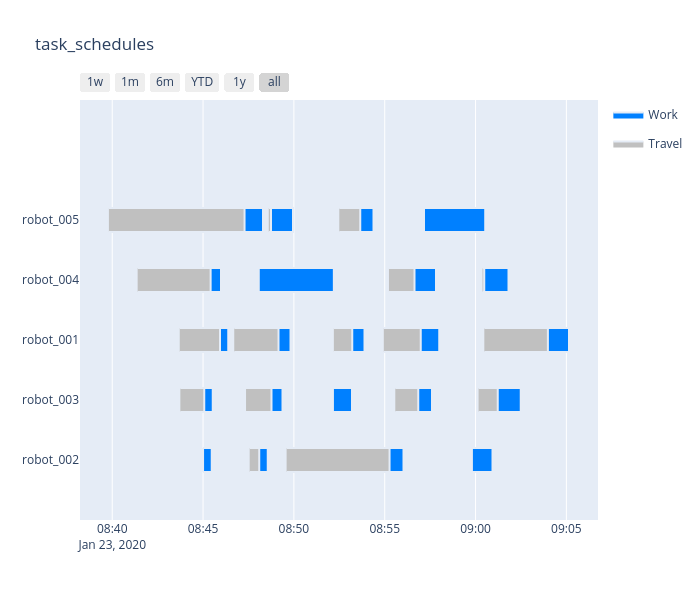 task_schedules
1w 1m 6m YTD 1y all
Work
Travel
robot_005
robot_004
robot_001
robot_003
robot_002
08:40 08:45 08:50 08:55 09:00 09:05
Jan 23, 2020